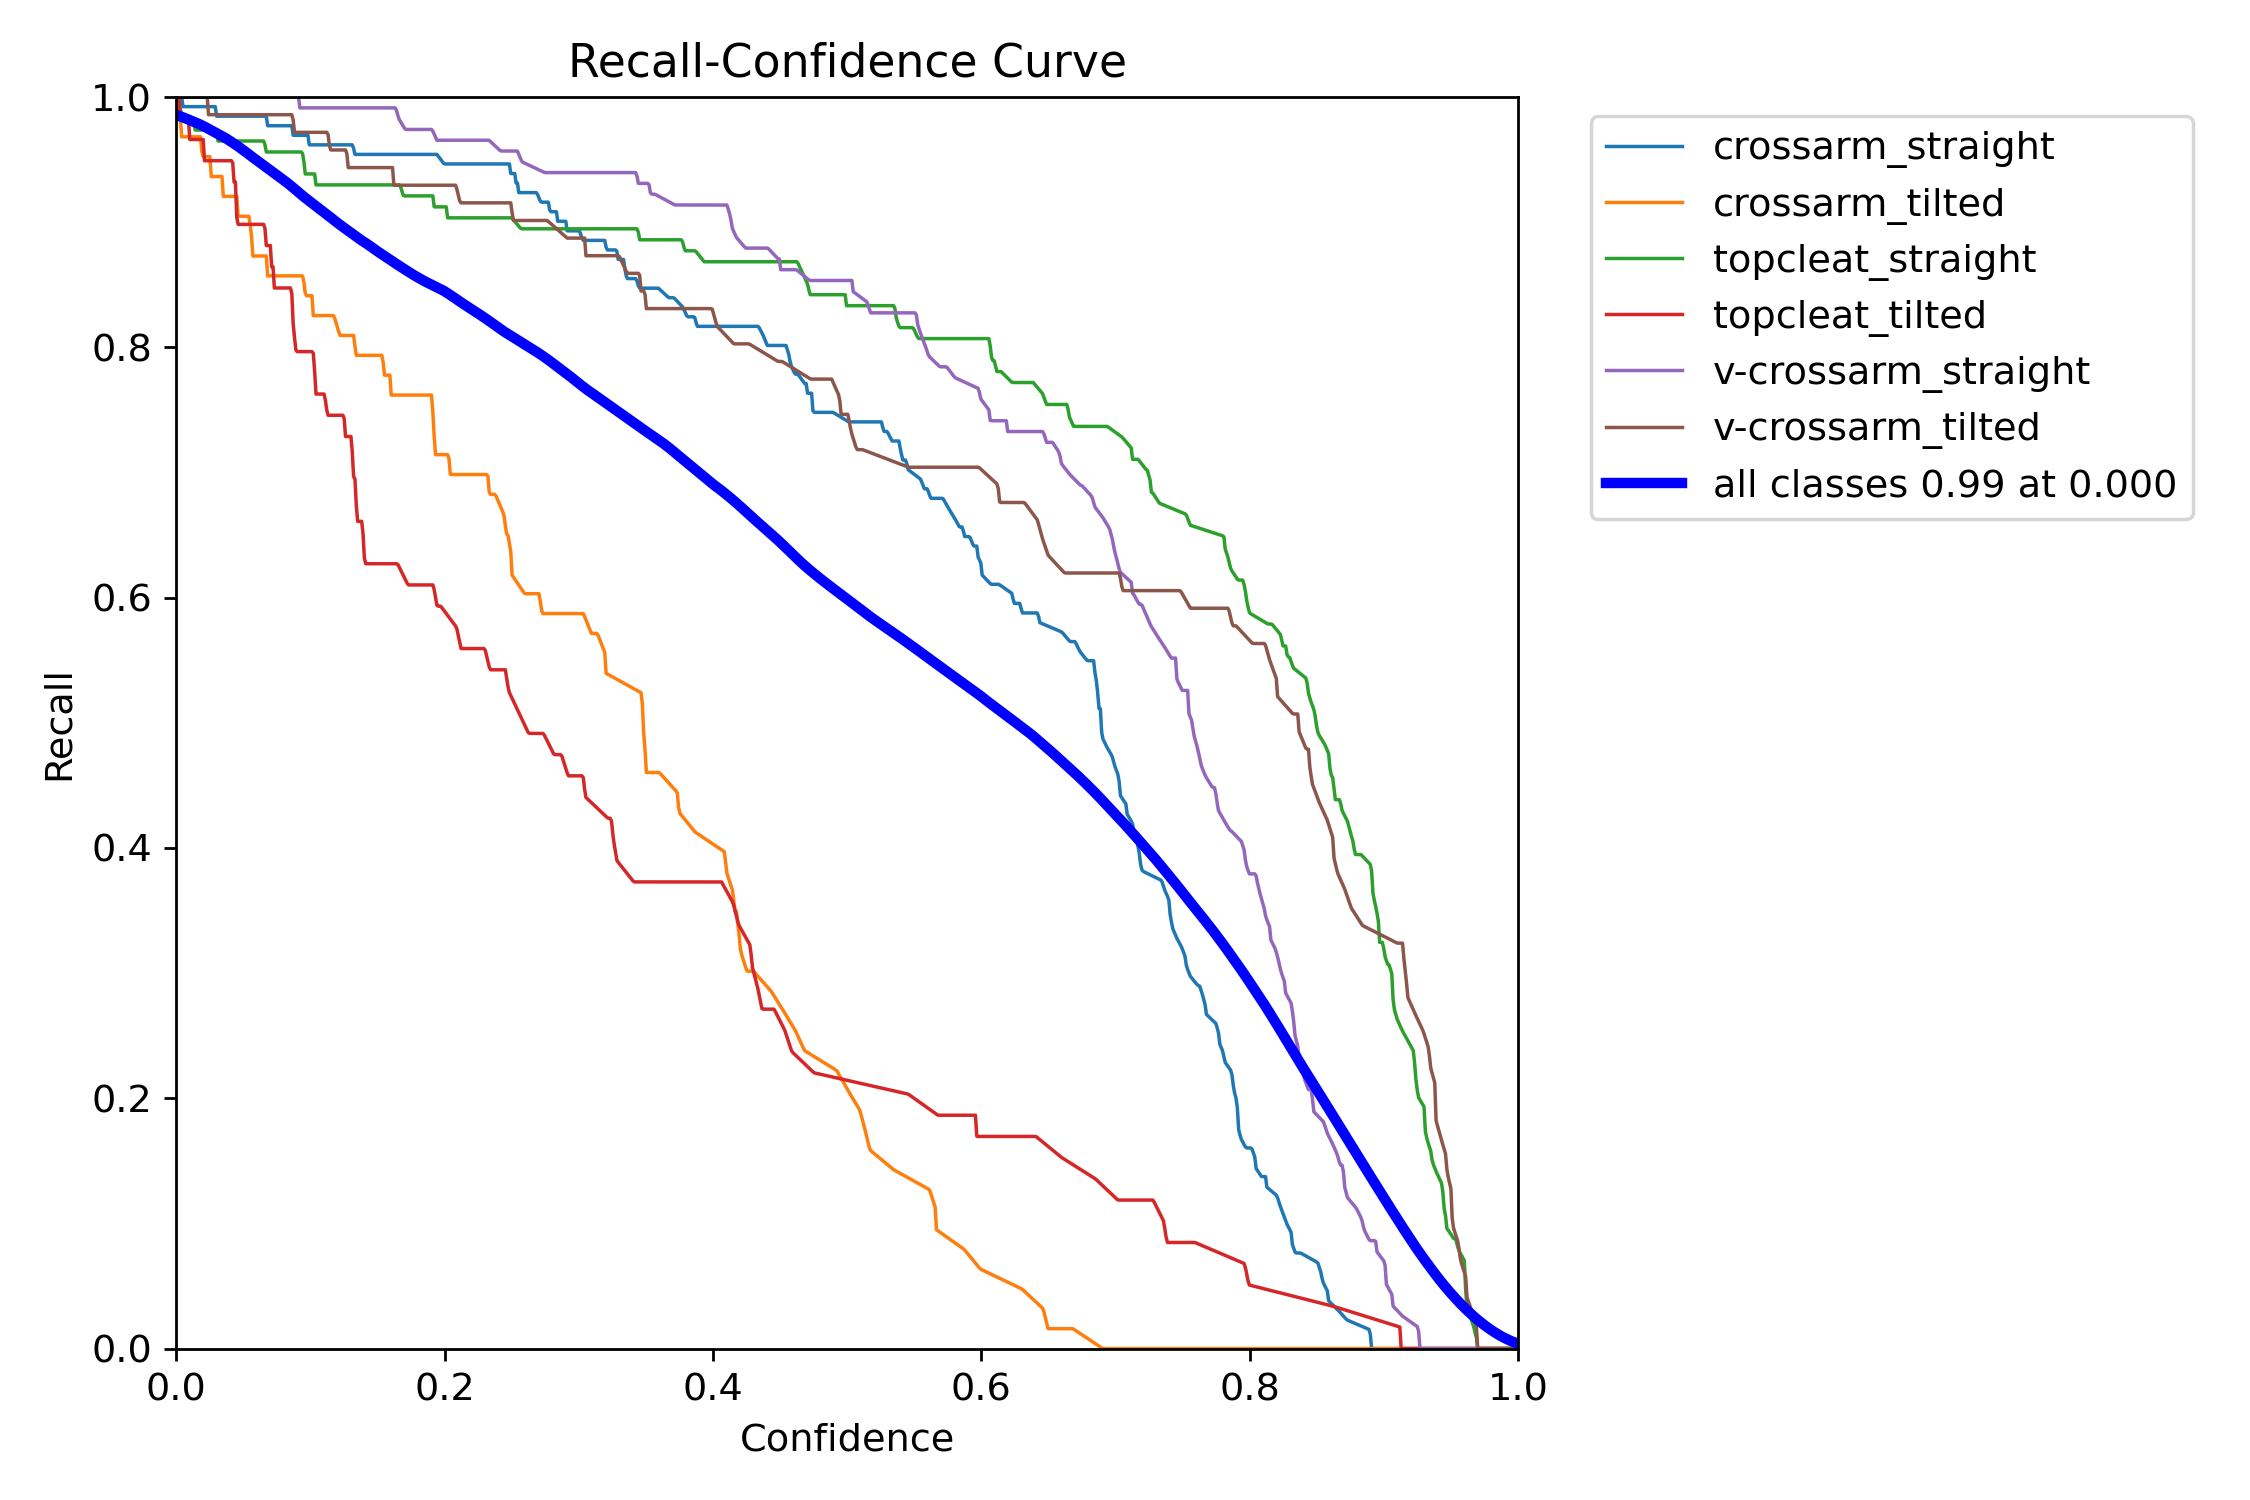 Recall-Confidence Curve
1.0
0.8
0.6
0.4
0.2
0.0
Recall
0.0 0.2 0.4 0.6 0.8 1.0
Confidence
crossarm_straight
crossarm_tilted
topcleat_straight
topcleat_tilted
v-crossarm_straight
v-crossarm_tilted
all classes 0.99 at 0.000